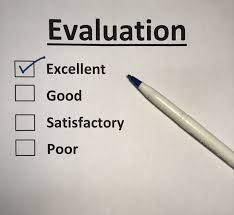 Evaluation
Excellent
Good
Satisfactory
Poor